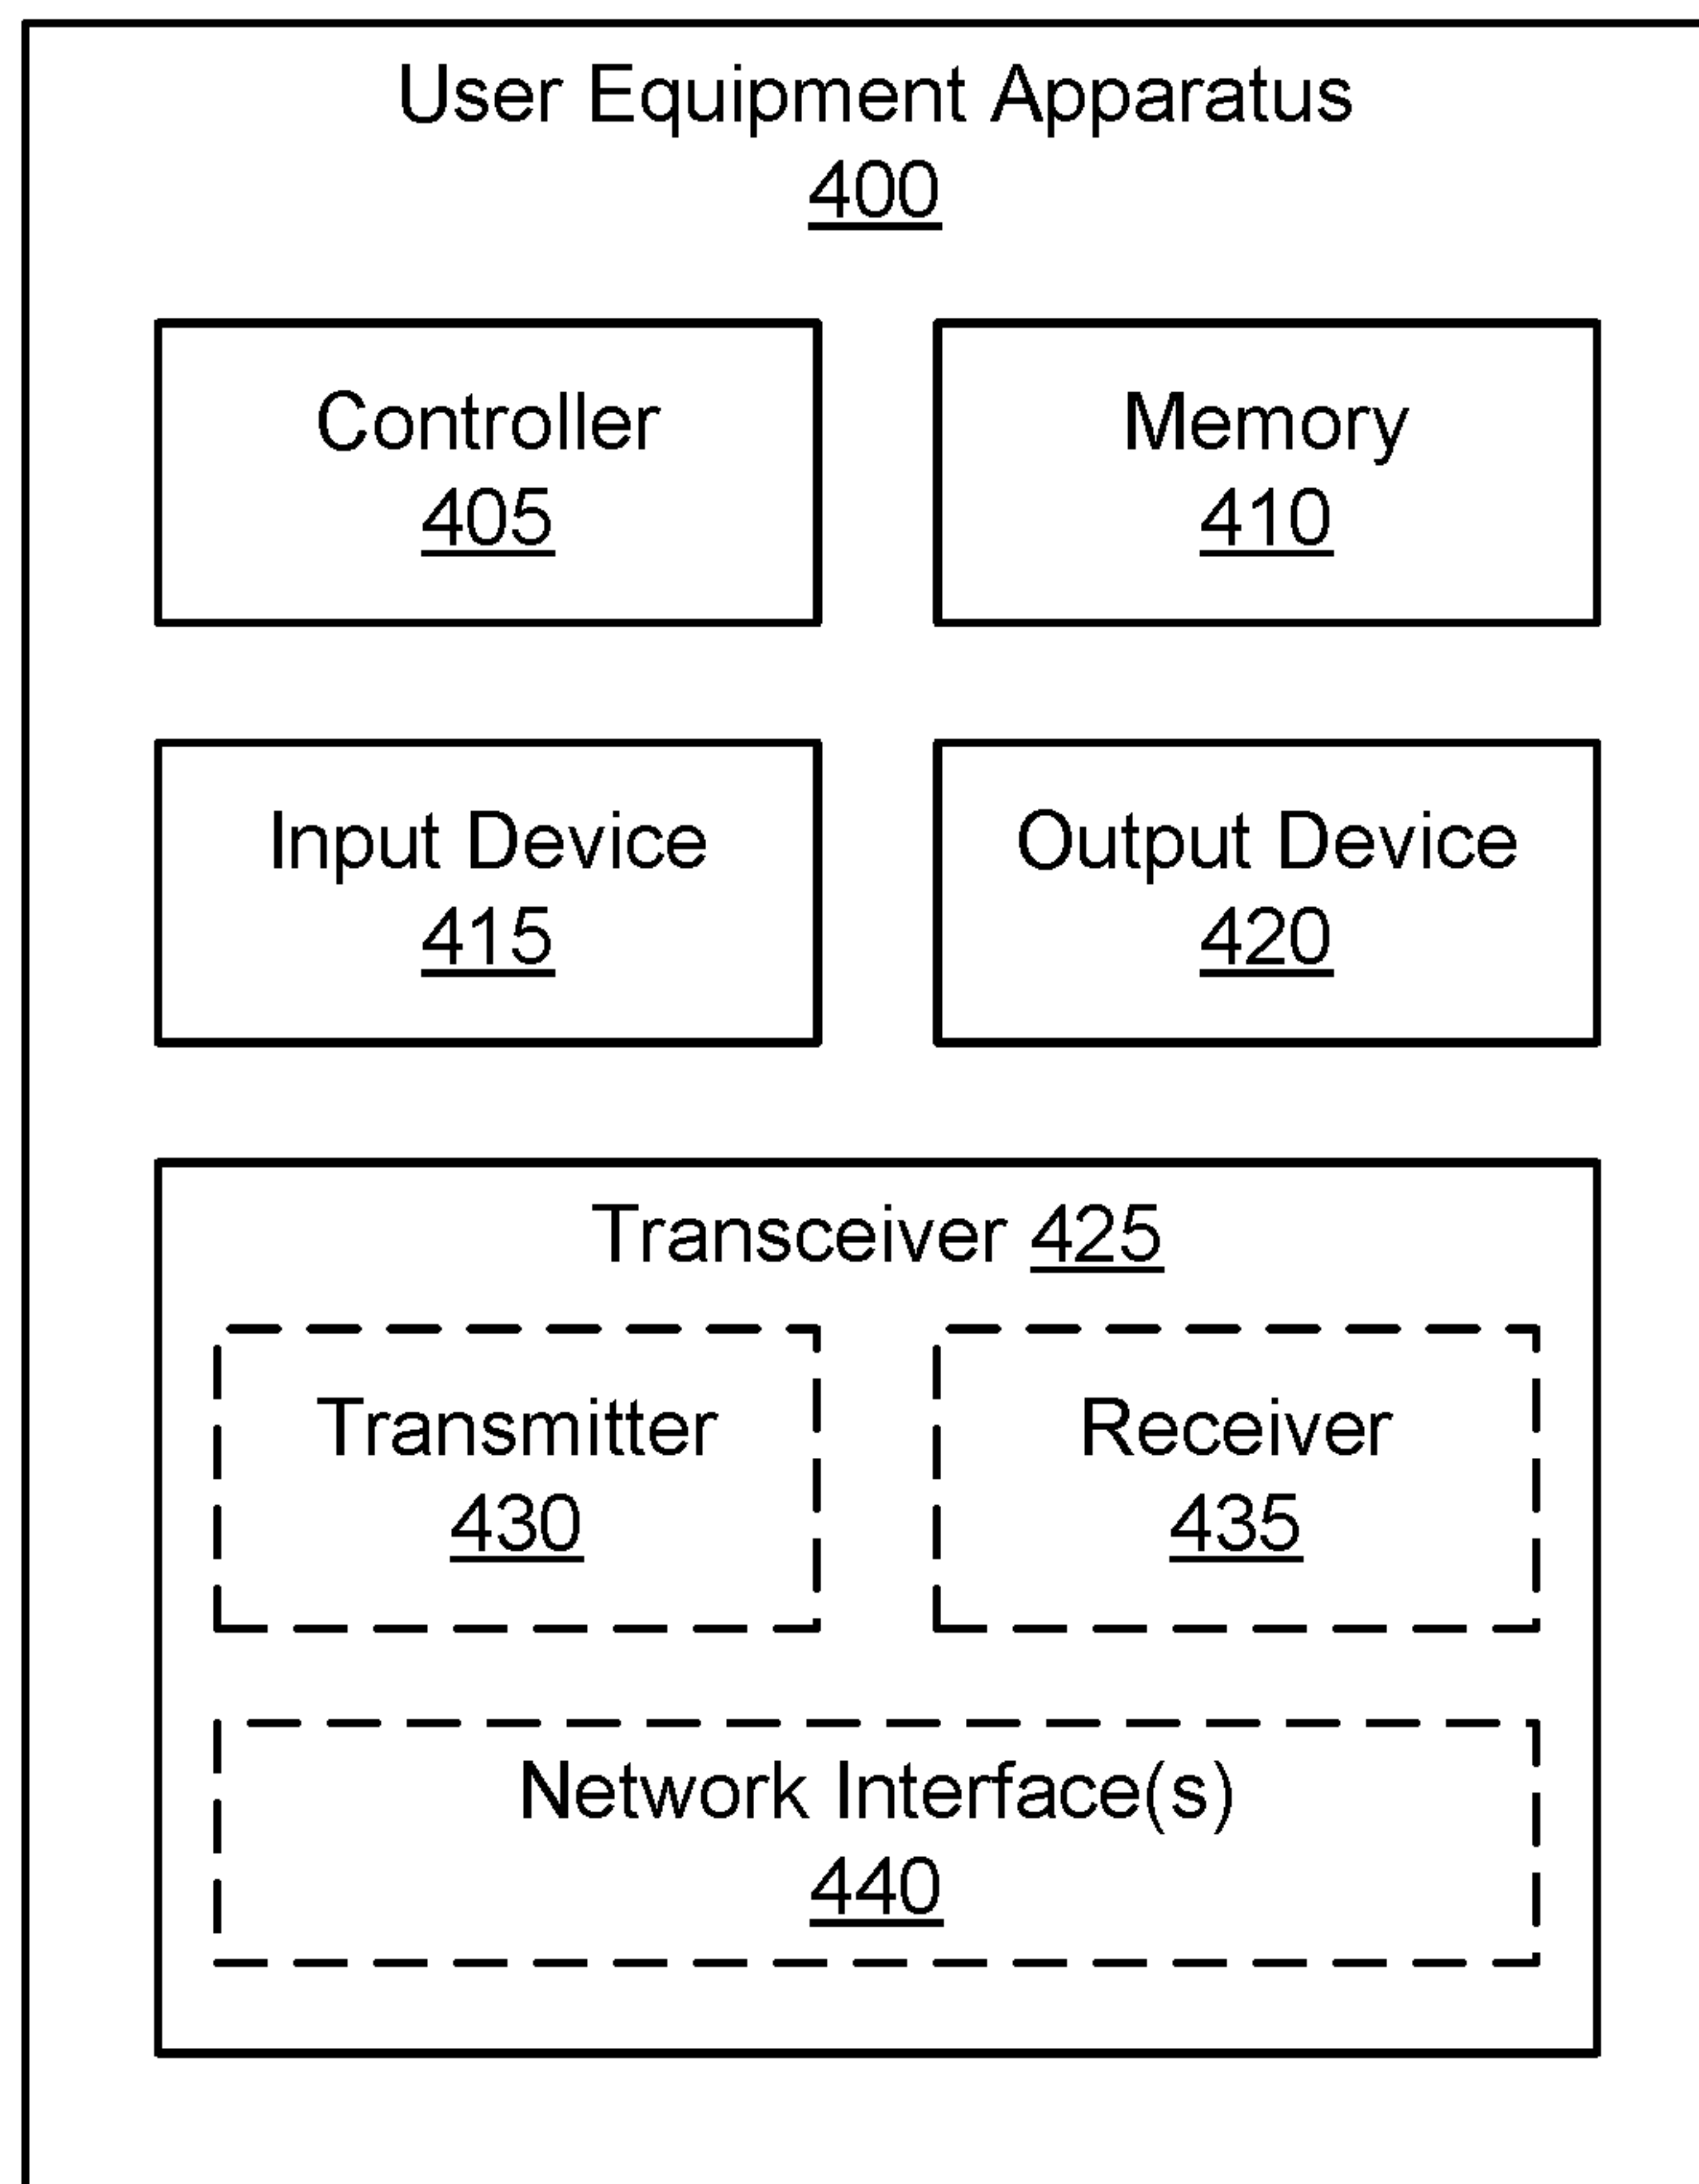 User Equipment Apparatus
400
Controller
405
Memory
410
Input Device
415
Output Device
420
Transceiver 425
Transmitter
430
Receiver
435
Network Interface(s)
440